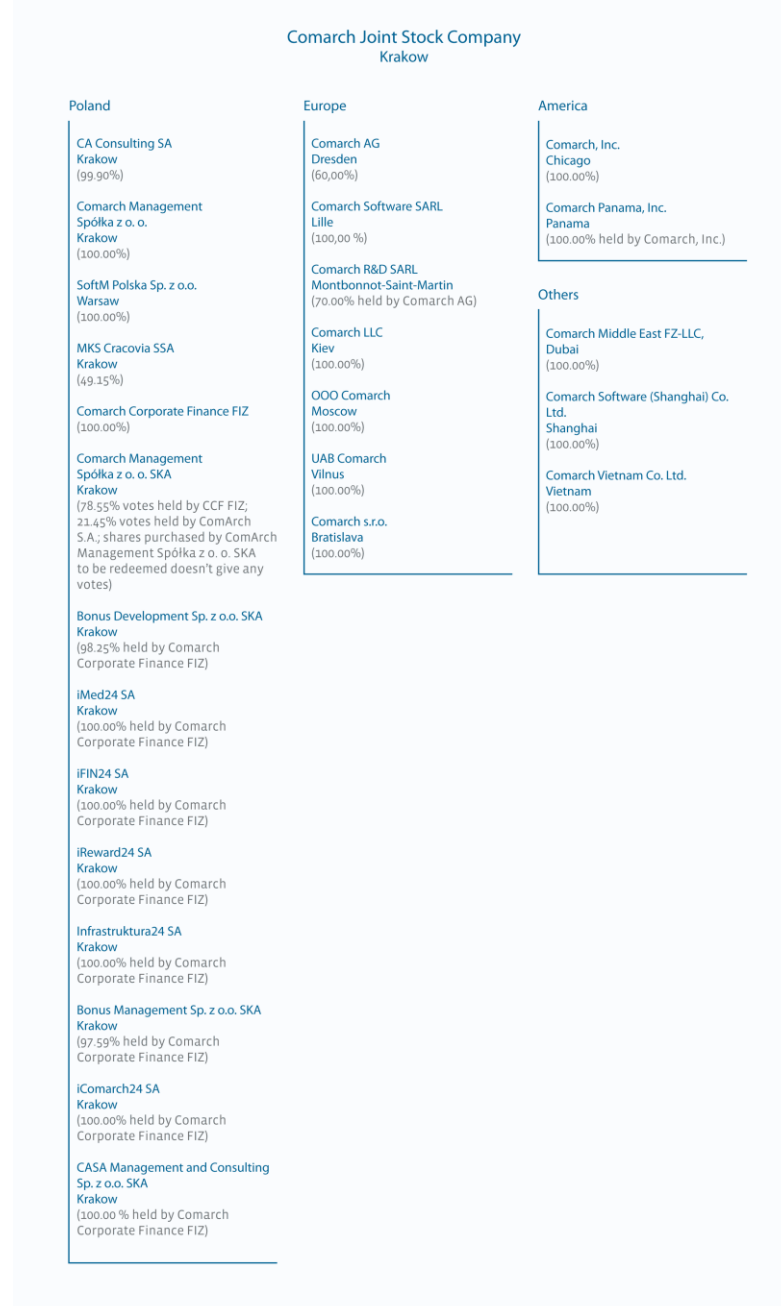 Comarch Joint Stock Company
Krakow
Poland
CA Consulting SA
Krakow
(99.90%)
Comarch Management
Spółka z o. o.
Krakow
(100.00%)
SoftM Polska Sp. z o.o.
Warsaw
(100.00%)
MKS Cracovia SSA
Krakow
(49.15%)
Comarch Corporate Finance FIZ
(100.00%)
Comarch Management
Spółka z o. o. SKA
Krakow
(78.55% votes held by CCF FIZ;
21.45% votes held by ComArch
S.A.; shares purchased by ComArch
Management Spółka z o. o. SKA
to be redeemed doesn't give any
votes)
Bonus Development Sp. z o.o. SKA
Krakow
(98.25% held by Comarch
Corporate Finance FIZ)
iMed24 SA
Krakow
(100.00% held by Comarch
Corporate Finance FIZ)
iFIN24 SA
Krakow
(100.00% held by Comarch
Corporate Finance FIZ)
iReward24 SA
Krakow
(100.00% held by Comarch
Corporate Finance FIZ)
Infrastruktura24 SA
Krakow
(100.00% held by Comarch
Corporate Finance FIZ)
Bonus Management Sp. z o.o. SKA
Krakow
(97.59% held by Comarch
Corporate Finance FIZ)
iComarch24 SA
Krakow
(100.00% held by Comarch
Corporate Finance FIZ)
CASA Management and Consulting
Sp. z o.o. SKA
Krakow
(100.00 % held by Comarch
Corporate Finance FIZ)
Europe
Comarch AG
Dresden
(60,00%)
Comarch Software SARL
Lille
(100,00 %)
Comarch R&D SARL
Montbonnot-Saint-Martin
(70.00% held by Comarch AG)
Comarch LLC
Kiev
(100.00%)
OOO Comarch
Moscow
(100.00%)
UAB Comarch
Vilnus
(100.00%)
Comarch s.r.o.
Bratislava
(100.00%)
America
Comarch, Inc.
Chicago
(100.00%)
Comarch Panama, Inc.
Panama
(100.00% held by Comarch, Inc.)
Others
Comarch Middle East FZ-LLC,
Dubai
(100.00%)
Comarch Software (Shanghai) Co.
Ltd.
Shanghai
(100.00%)
Comarch Vietnam Co. Ltd.
Vietnam
(100.00%)